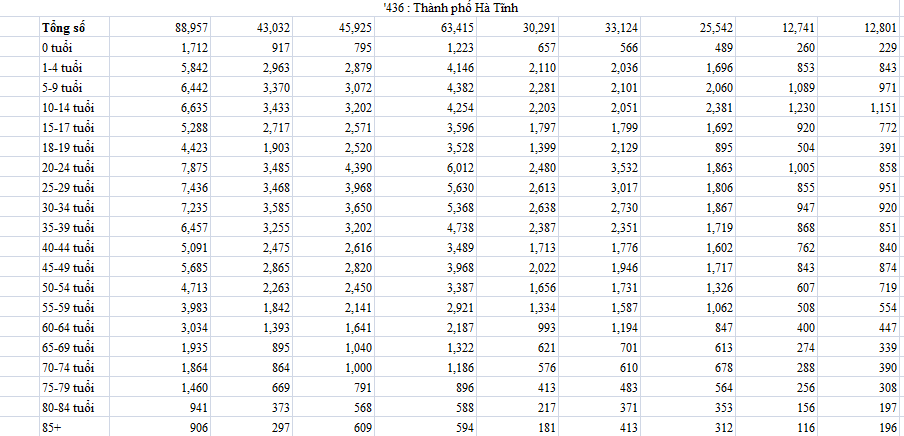 '436 : Thành phố Hà Tĩnh
Tổng số 88,957 43,032 45,925 63,415 30,291 33,124 25,542 12,741 12,801
0 tuổi 1,712 917 795 1,223 657 566 489 260 229
1-4 tuổi 5,842 2,963 2,879 4,146 2,110 2,036 1,696 853 843
5-9 tuổi 6,442 3,370 3,072 4,382 2,281 2,101 2,060 1,089 971
10-14 tuổi 6,635 3,433 3,202 4,254 2,203 2,051 2,381 1,230 1,151
15-17 tuổi 5,288 2,717 2,571 3,596 1,797 1,799 1,692 920 772
18-19 tuổi 4,423 1,903 2,520 3,528 1,399 2,129 895 504 391
20-24 tuổi 7,875 3,485 4,390 6,012 2,480 3,532 1,863 1,005 858
25-29 tuổi 7,436 3,468 3,968 5,630 2,613 3,017 1,806 855 951
30-34 tuổi 7,235 3,585 3,650 5,368 2,638 2,730 1,867 947 920
35-39 tuổi 6,457 3,255 3,202 4,738 2,387 2,351 1,719 868 851
40-44 tuổi 5,091 2,475 2,616 3,489 1,713 1,776 1,602 762 840
45-49 tuổi 5,685 2,865 2,820 3,968 2,022 1,946 1,717 843 874
50-54 tuổi 4,713 2,263 2,450 3,387 1,656 1,731 1,326 607 719
55-59 tuổi 3,983 1,842 2,141 2,921 1,334 1,587 1,062 508 554
60-64 tuổi 3,034 1,393 1,641 2,187 993 1,194 847 400 447
65-69 tuổi 1,935 895 1,040 1,322 621 701 613 274 339
70-74 tuổi 1,864 864 1,000 1,186 576 610 678 288 390
75-79 tuổi 1,460 669 791 896 413 483 564 256 308
80-84 tuổi 941 373 568 588 217 371 353 156 197
85+ 906 297 609 594 181 413 312 116 196